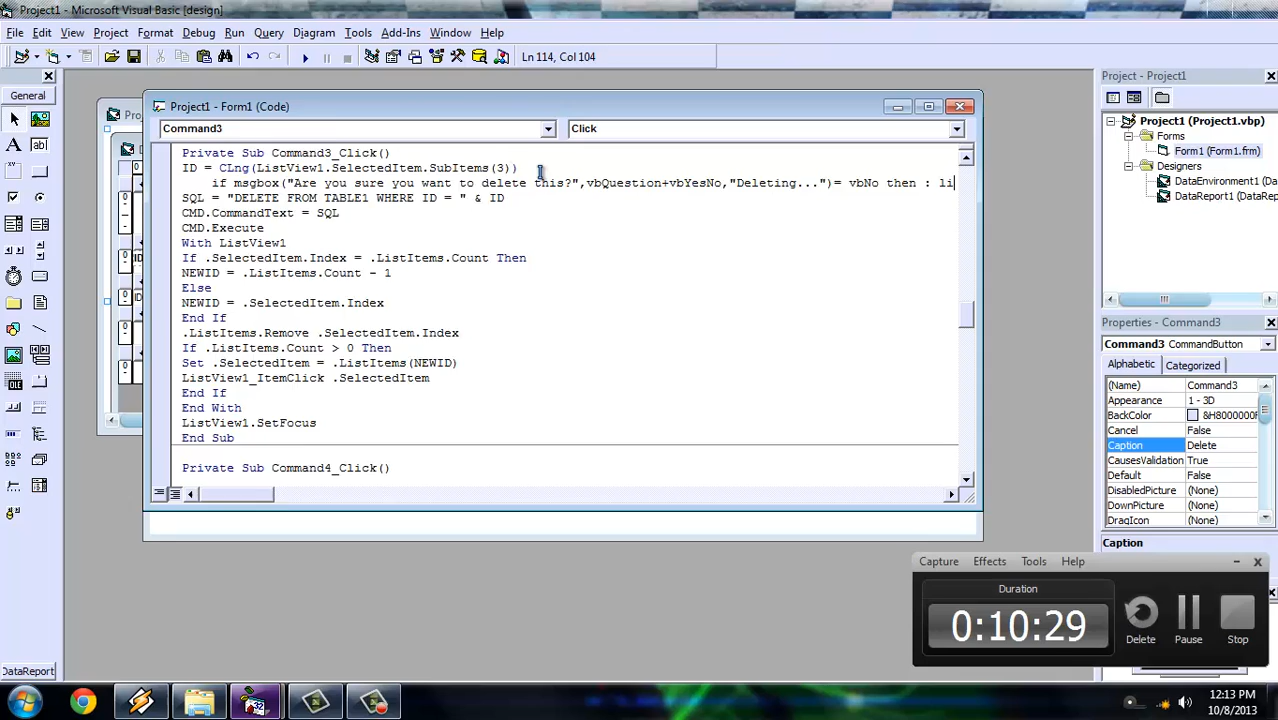 Project1 - Microsoft Visual Basic [design]
File Edit View Project Format Debug Run Query Diagram Tools Add-Ins Window Help
Ln 114, Col 104
General
DataReport
Project1 - Form1 (Code)
Command3 Click
Private Sub Command3_Click()
ID = CLng(ListView1.SelectedItem.SubItems(3))
if msgbox("Are you sure you want to delete this?",vbQuestion+vbYesNo,"Deleting...")= vbNo then : li
SQL = "DELETE FROM TABLE1 WHERE ID = " & ID
CMD.CommandText = SQL
CMD.Execute
With ListView1
If .SelectedItem.Index = .ListItems.Count Then
NEWID = .ListItems.Count - 1
Else
NEWID = .SelectedItem.Index
End If
.ListItems.Remove .SelectedItem.Index
If .ListItems.Count > 0 Then
Set .SelectedItem = .ListItems(NEWID)
ListView1_ItemClick .SelectedItem
End If
End With
ListView1.SetFocus
End Sub
Private Sub Command4_Click()
Project - Project1
Project1 (Project1.vbp)
Forms
Form1 (Form1.frm)
Designers
DataEnvironment1 (Da
DataReport1 (DataRep
Properties - Command3
Command3 CommandButton
Alphabetic Categorized
(Name) Command3
Appearance 1 - 3D
BackColor &H8000000F
Cancel False
Caption Delete
CausesValidation True
Default False
DisabledPicture (None)
DownPicture (None)
DragIcon (None)
Caption
Capture Effects Tools Help
Duration
0:10:29
Delete Pause Stop
12:13 PM
10/8/2013